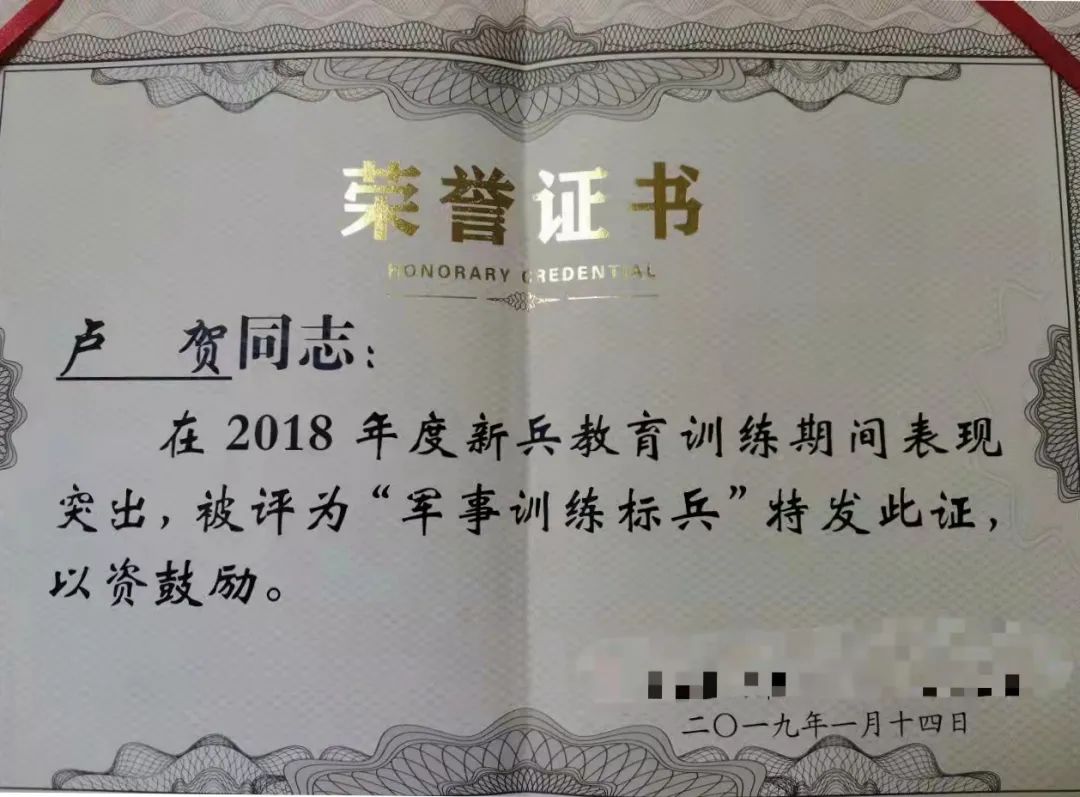 荣誉证书
HONORARY CREDENTIAL
卢 贺同志：
在 2018 年度新兵教育训练期间表现
突出，被评为“军事训练标兵”特发此证，
以资鼓励。
二〇一九年一月十四日